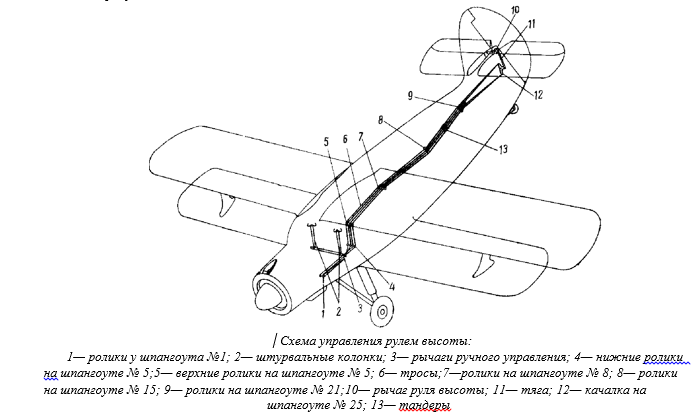 10
11
9
12
8
7
13
6
5
4
1
2
3
Схема управления рулем высоты:
1— ролики у шпангоута №1; 2— штурвальные колонки; 3— рычаги ручного управления; 4— нижние ролики
на шпангоуте № 5;5— верхние ролики на шпангоуте № 5; 6— тросы;7—ролики на шпангоуте № 8; 8— ролики
на шпангоуте № 15; 9— ролики на шпангоуте № 21;10— рычаг руля высоты; 11— тяга; 12— качалка на
шпангоуте № 25; 13— тандеры